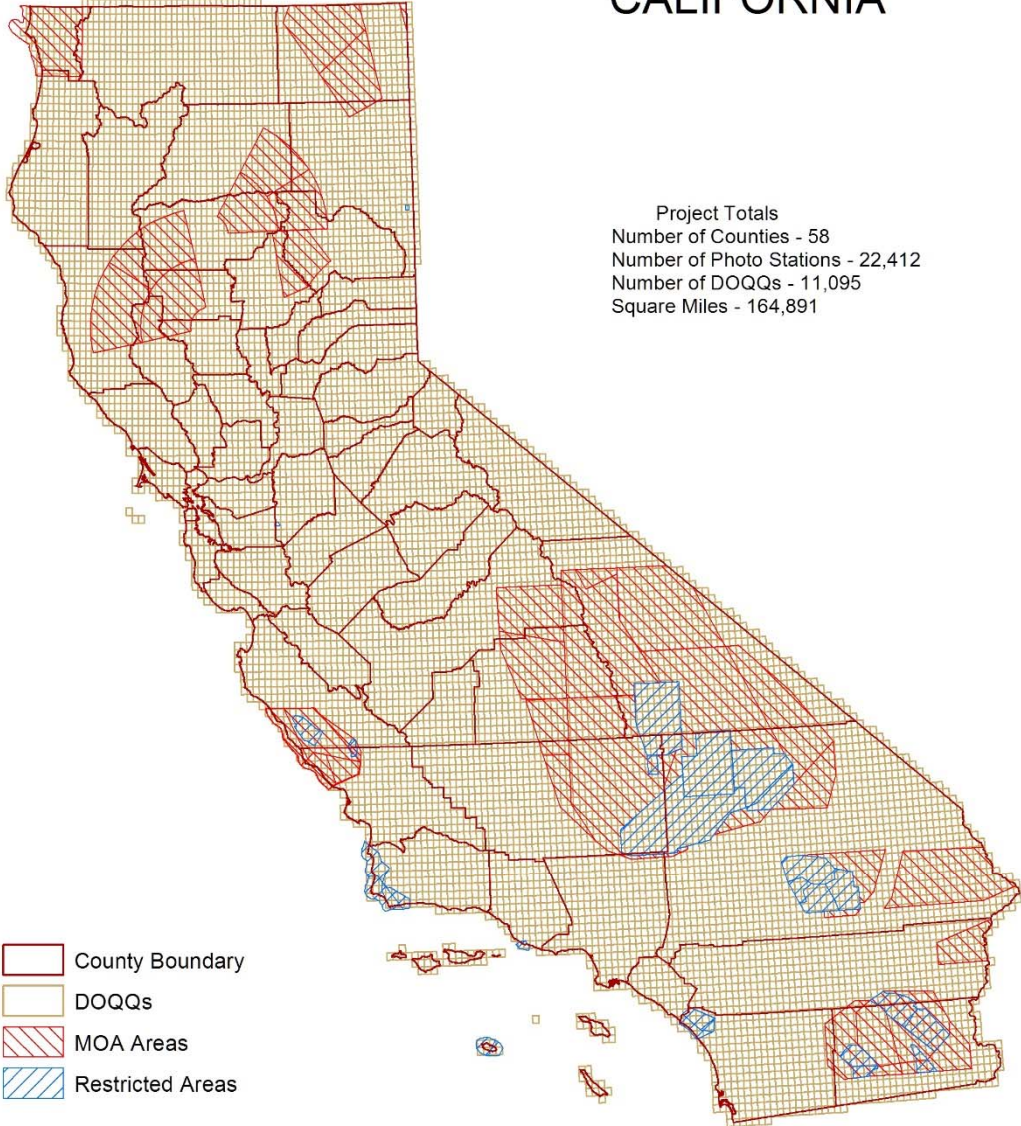 CALIFORNIA
Project Totals
Number of Counties - 58
Number of Photo Stations - 22,412
Number of DOQQs - 11,095
Square Miles - 164,891
County Boundary
DOQQs
MOA Areas
Restricted Areas